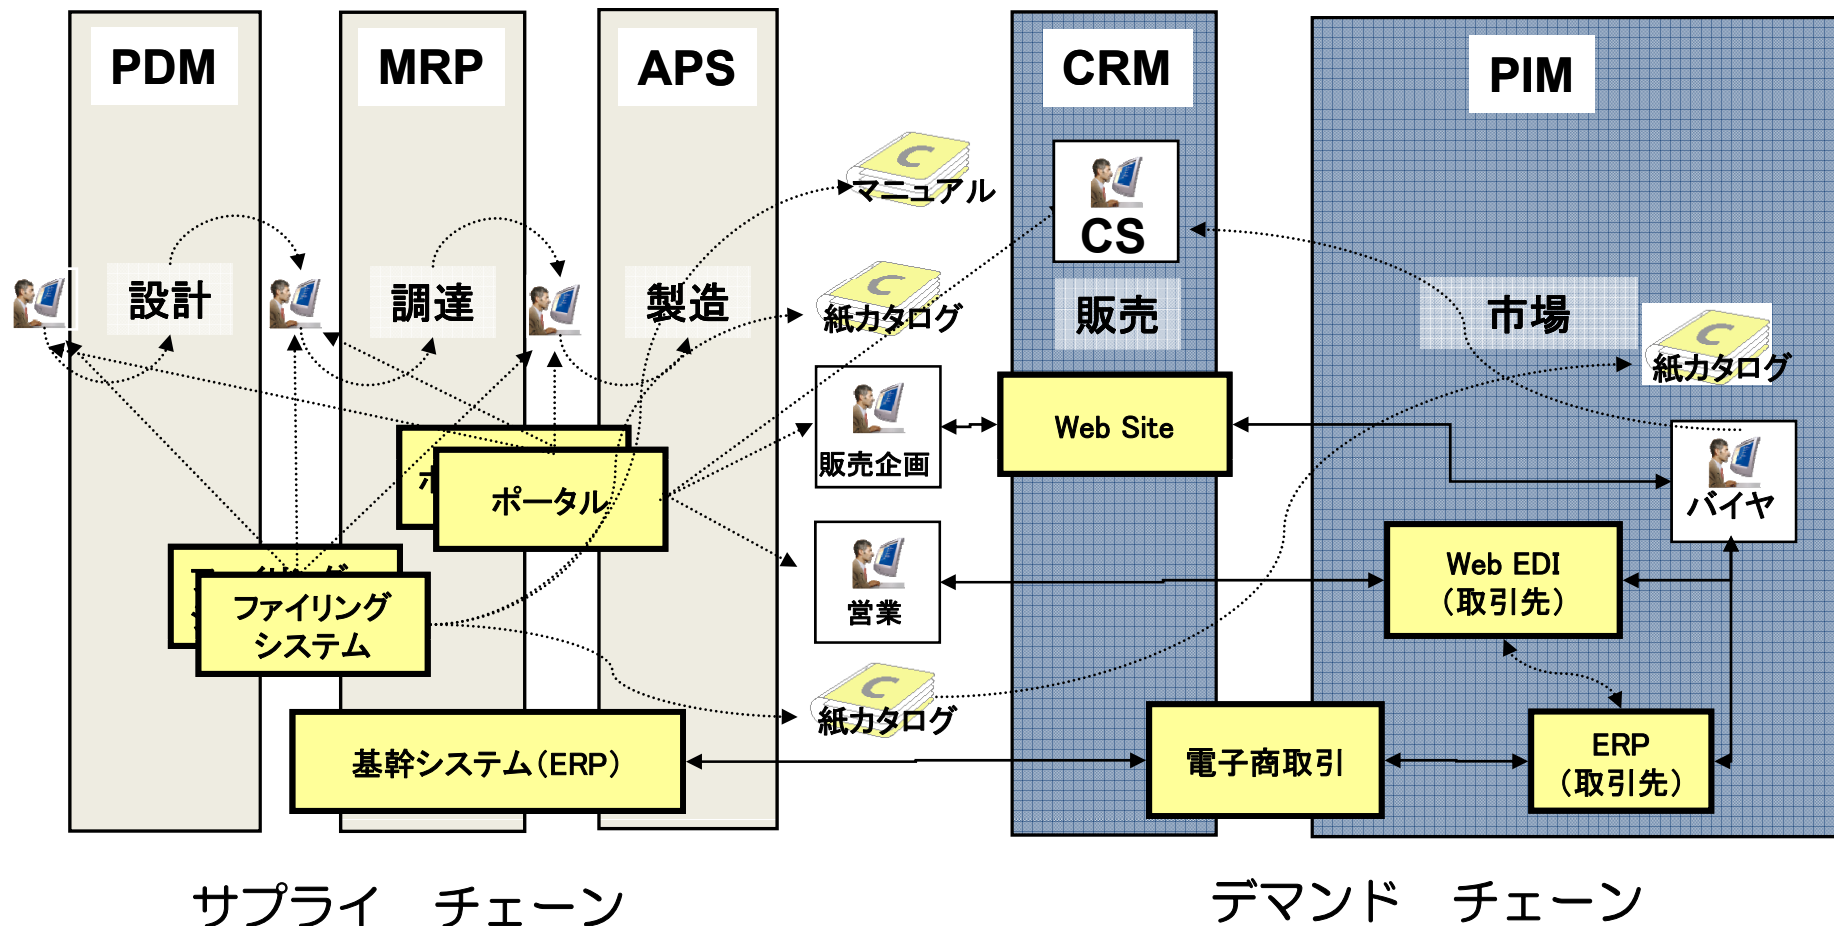 PDM
MRP
APS
CRM
PIM
マニュアル
CS
設計
調達
製造
紙カタログ
販売
市場
紙カタログ
Web Site
販売企画
バイヤ
ポータル
Web EDI
（取引先）
営業
ファイリング
システム
紙カタログ
基幹システム（ERP）
電子商取引
ERP
（取引先）
サプライ　チェーン
デマンド　チェーン